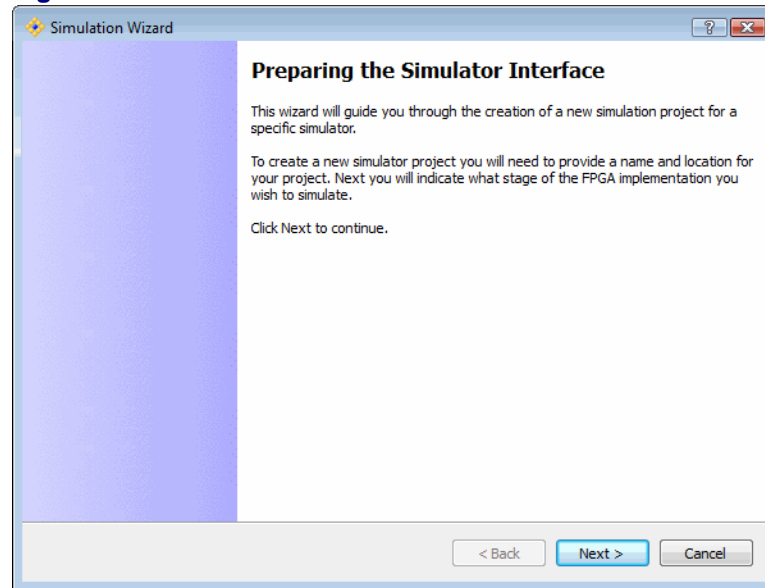 Simulation Wizard
Preparing the Simulator Interface
This wizard will guide you through the creation of a new simulation project for a
specific simulator.
To create a new simulator project you will need to provide a name and location for
your project. Next you will indicate what stage of the FPGA implementation you
wish to simulate.
Click Next to continue.
< Back Next > Cancel